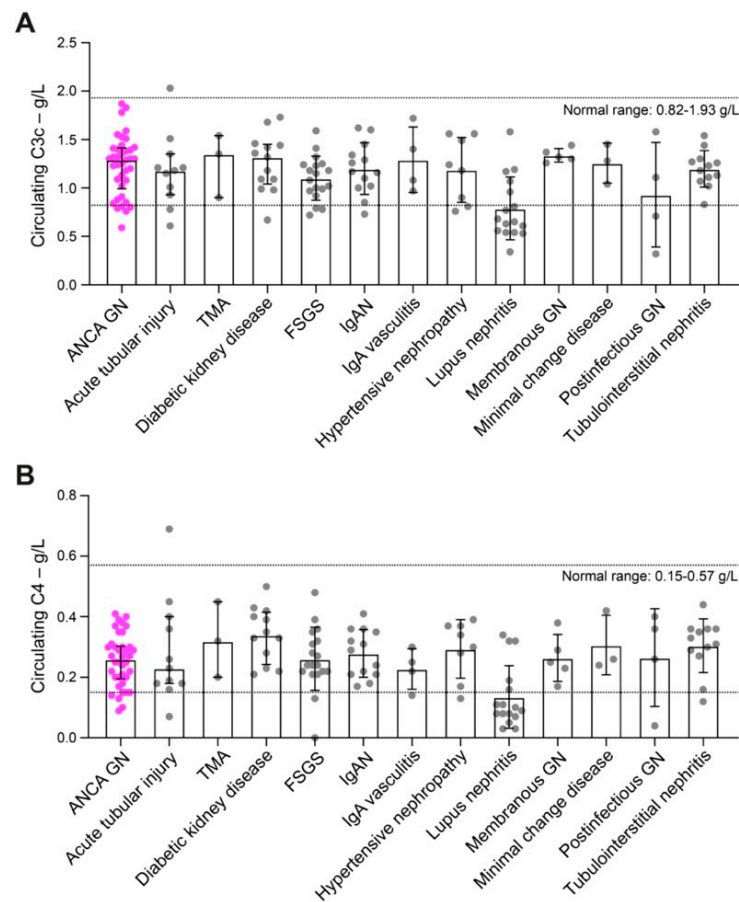 A
Circulating C3c – g/L
2.5
2.0
1.5
1.0
0.5
0.0
Normal range: 0.82-1.93 g/L
ANCA GN
Acute tubular injury
TMA
Diabetic kidney disease
FSGS
IgAN
IgA vasculitis
Hypertensive nephropathy
Lupus nephritis
Membranous GN
Minimal change disease
Postinfectious GN
Tubulointerstitial nephritis
B
Circulating C4 – g/L
0.8
0.6
0.4
0.2
0.0
Normal range: 0.15-0.57 g/L
ANCA GN
Acute tubular injury
TMA
Diabetic kidney disease
FSGS
IgAN
IgA vasculitis
Hypertensive nephropathy
Lupus nephritis
Membranous GN
Minimal change disease
Postinfectious GN
Tubulointerstitial nephritis